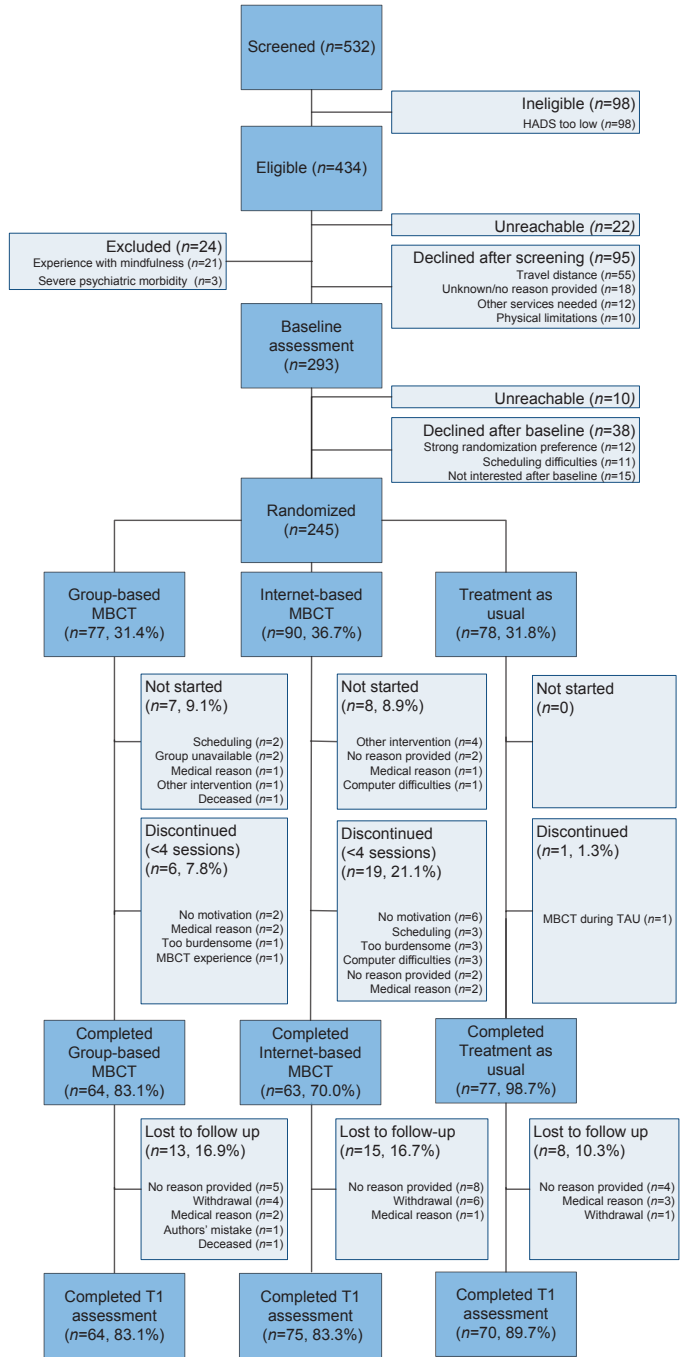 Screened (n=532)
Ineligible (n=98)
HADS too low (n=98)
Eligible (n=434)
Unreachable (n=22)
Excluded (n=24)
Experience with mindfulness (n=21)
Severe psychiatric morbidity (n=3)
Declined after screening (n=95)
Travel distance (n=55)
Unknown/no reason provided (n=18)
Other services needed (n=12)
Physical limitations (n=10)
Baseline
assessment
(n=293)
Unreachable (n=10)
Declined after baseline (n=38)
Strong randomization preference (n=12)
Scheduling difficulties (n=11)
Not interested after baseline (n=15)
Randomized
(n=245)
Group-based
MBCT
(n=77, 31.4%)
Internet-based
MBCT
(n=90, 36.7%)
Treatment as
usual
(n=78, 31.8%)
Not started
(n=7, 9.1%)
Scheduling (n=2)
Group unavailable (n=2)
Medical reason (n=1)
Other intervention (n=1)
Deceased (n=1)
Not started
(n=8, 8.9%)
Other intervention (n=4)
No reason provided (n=2)
Medical reason (n=1)
Computer difficulties (n=1)
Not started
(n=0)
Discontinued
(<4 sessions)
(n=6, 7.8%)
No motivation (n=2)
Medical reason (n=2)
Too burdensome (n=1)
MBCT experience (n=1)
Discontinued
(<4 sessions)
(n=19, 21.1%)
No motivation (n=6)
Scheduling (n=3)
Too burdensome (n=3)
Computer difficulties (n=3)
No reason provided (n=2)
Medical reason (n=2)
Discontinued
(n=1, 1.3%)
MBCT during TAU (n=1)
Completed
Group-based
MBCT
(n=64, 83.1%)
Completed
Internet-based
MBCT
(n=63, 70.0%)
Completed
Treatment as
usual
(n=77, 98.7%)
Lost to follow up
(n=13, 16.9%)
No reason provided (n=5)
Withdrawal (n=4)
Medical reason (n=2)
Authors' mistake (n=1)
Deceased (n=1)
Lost to follow-up
(n=15, 16.7%)
No reason provided (n=8)
Withdrawal (n=6)
Medical reason (n=1)
Lost to follow up
(n=8, 10.3%)
No reason provided (n=4)
Medical reason (n=3)
Withdrawal (n=1)
Completed T1
assessment
(n=64, 83.1%)
Completed T1
assessment
(n=75, 83.3%)
Completed T1
assessment
(n=70, 89.7%)